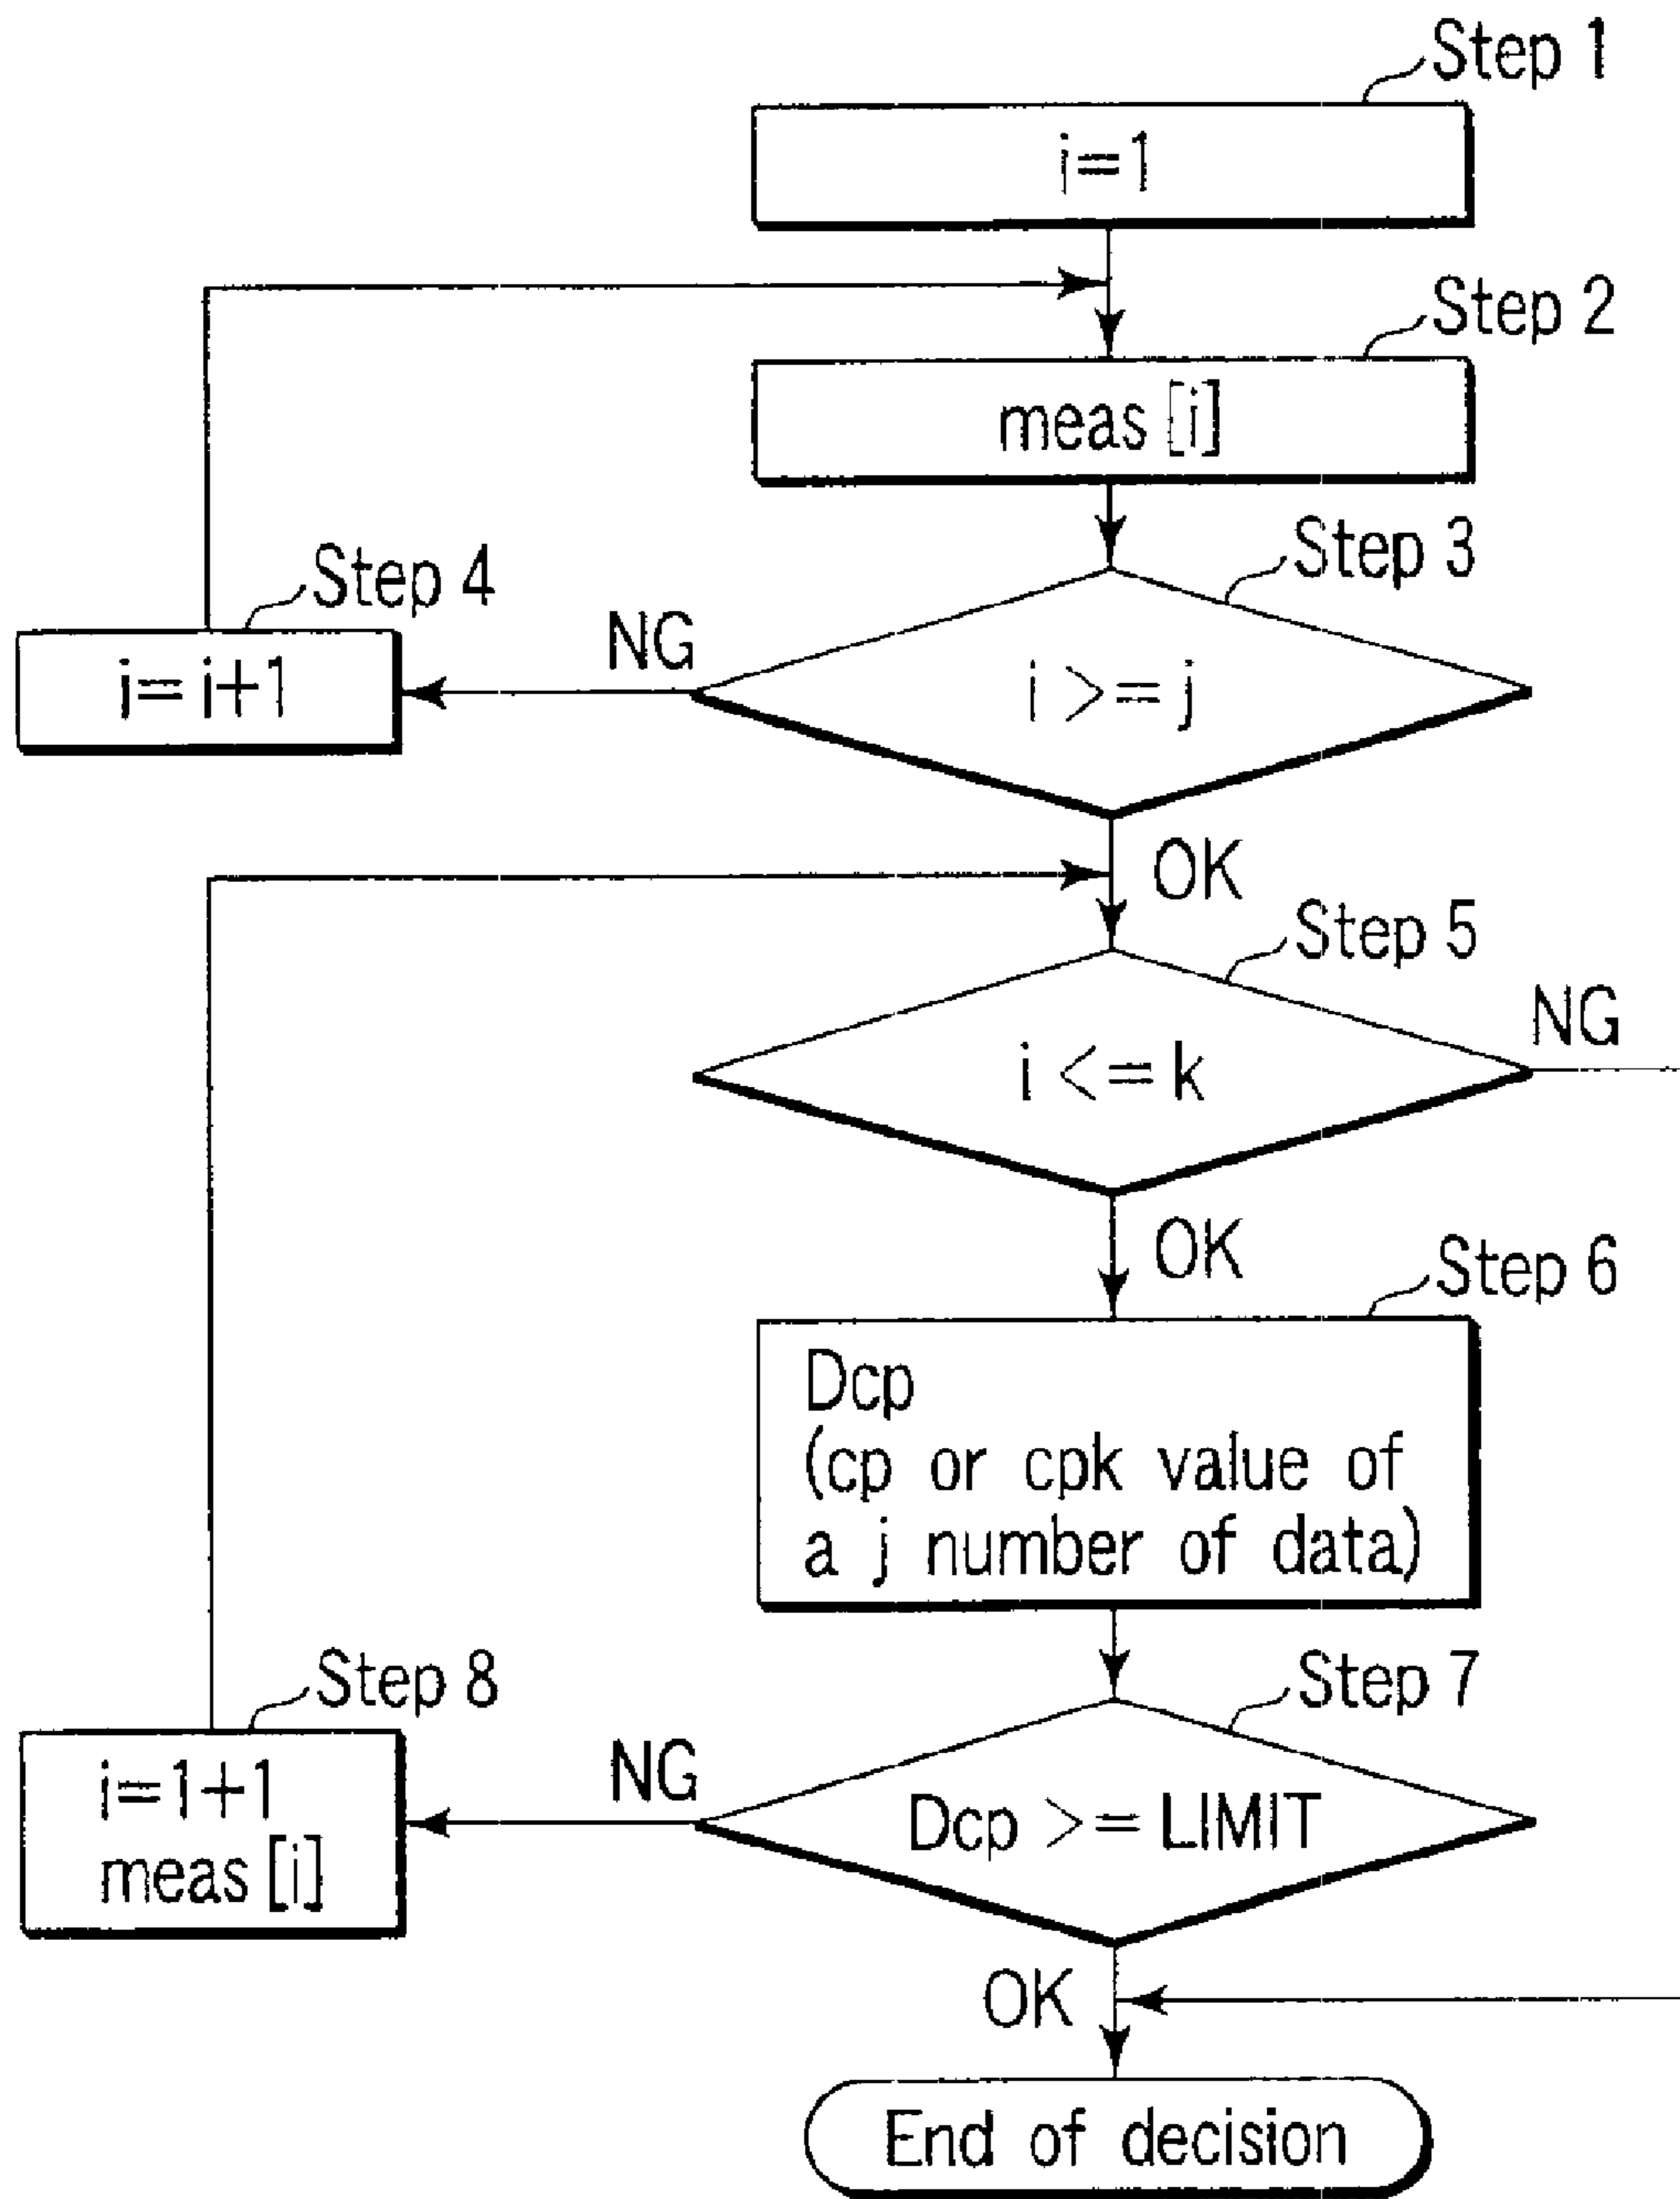 Step 1
i=1
Step 2
meas [i]
Step 3
i >= j
NG
Step 4
i= i+1
OK
Step 5
i <= k
NG
OK
Step 6
Dcp
(cp or cpk value of
a j number of data)
Step 7
Dcp >= LIMIT
NG
Step 8
i=1+1
meas [i]
OK
End of decision